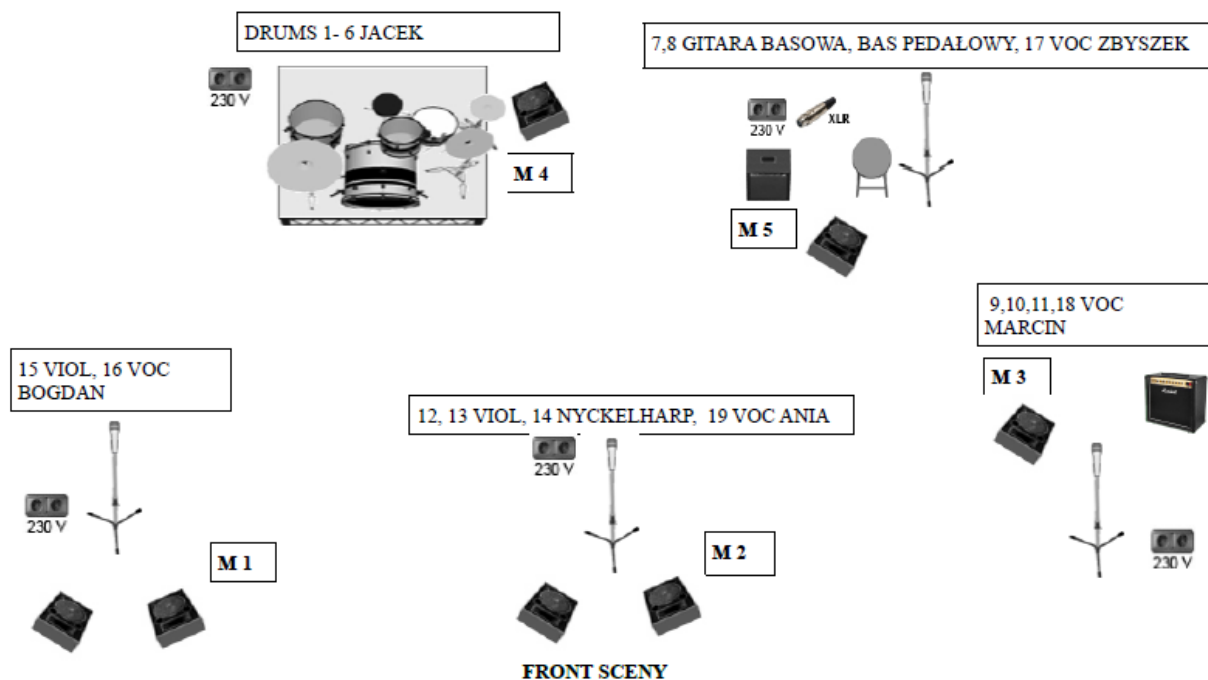 DRUMS 1- 6 JACEK
7,8 GITARA BASOWA, BAS PEDAŁOWY, 17 VOC ZBYSZEK
230 V
M 4
230 V
XLR
M 5
9,10,11,18 VOC
MARCIN
M 3
Marshall
15 VIOL, 16 VOC
BOGDAN
12, 13 VIOL, 14 NYCKELHARP, 19 VOC ANIA
230 V
230 V
M 1
M 2
230 V
FRONT SCENY